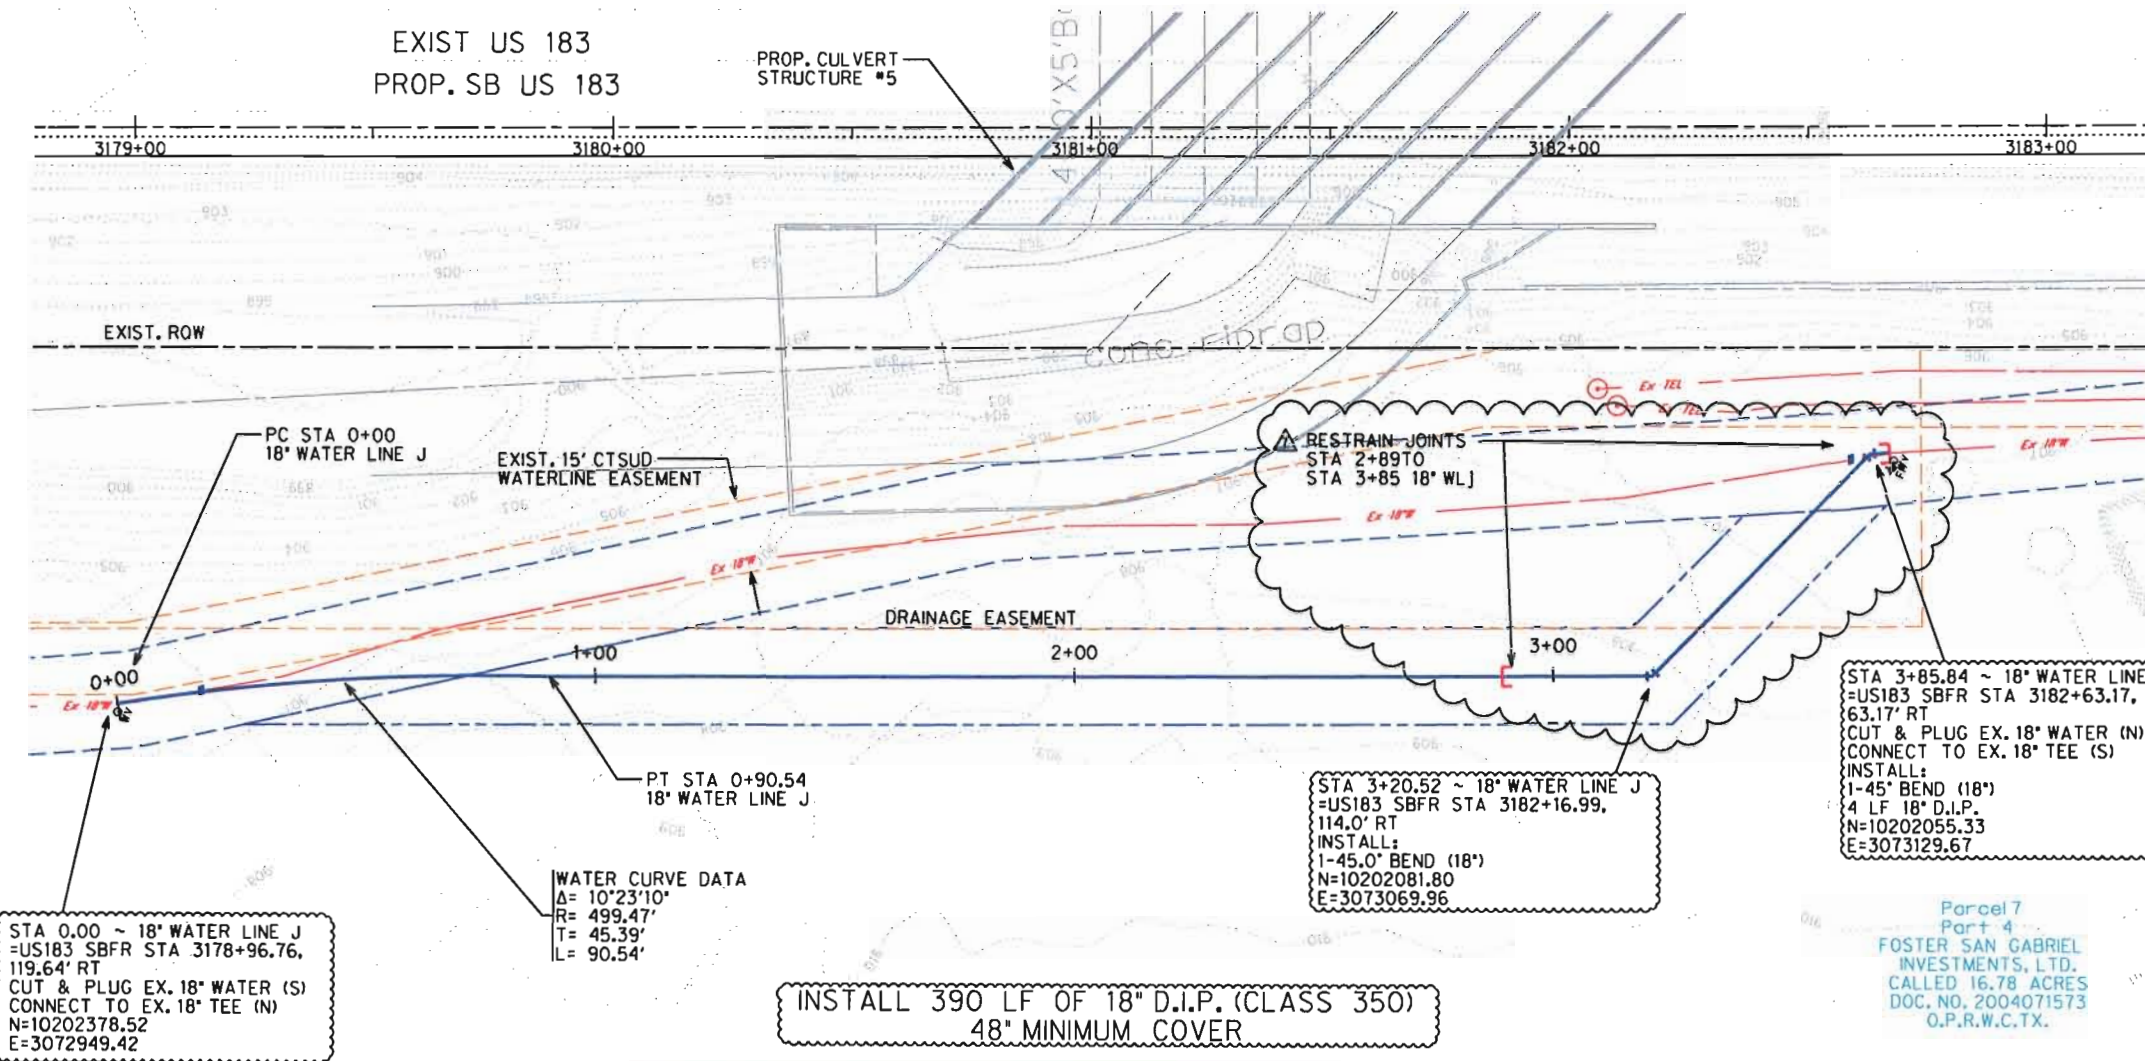 EXIST US 183
PROP. SB US 183
PROP. CULVERT
STRUCTURE #5
3179+00
3180+00
3181+00
3182+00
3183+00
EXIST. ROW
conc. riprap
PC STA 0+00
18" WATER LINE J
EXIST. 15' CTSUD
WATERLINE EASEMENT
Ex TEL
Ex TEL
RESTRAIN JOINTS
STA 2+89TO
STA 3+85 18" WLJ
Ex 18"W
Ex 18"W
Ex 18"W
Ex 18"W
DRAINAGE EASEMENT
0+00
1+00
2+00
3+00
PT STA 0+90.54
18" WATER LINE J
WATER CURVE DATA
Δ= 10°23'10"
R= 499.47'
T= 45.39'
L= 90.54'
STA 0.00 ~ 18" WATER LINE J
=US183 SBFR STA 3178+96.76,
119.64' RT
CUT & PLUG EX. 18" WATER (S)
CONNECT TO EX. 18" TEE (N)
N=10202378.52
E=3072949.42
STA 3+20.52 ~ 18" WATER LINE J
=US183 SBFR STA 3182+16.99,
114.0' RT
INSTALL:
1-45.0° BEND (18")
N=10202081.80
E=3073069.96
STA 3+85.84 ~ 18" WATER LINE
=US183 SBFR STA 3182+63.17,
63.17' RT
CUT & PLUG EX. 18" WATER (N)
CONNECT TO EX. 18" TEE (S)
INSTALL:
1-45° BEND (18")
4 LF 18" D.I.P.
N=10202055.33
E=3073129.67
INSTALL 390 LF OF 18" D.I.P. (CLASS 350)
48" MINIMUM COVER
Parcel 7
Part 4
FOSTER SAN GABRIEL
INVESTMENTS, LTD.
CALLED 16.78 ACRES
DOC. NO. 2004071573
O.P.R.W.C.TX.